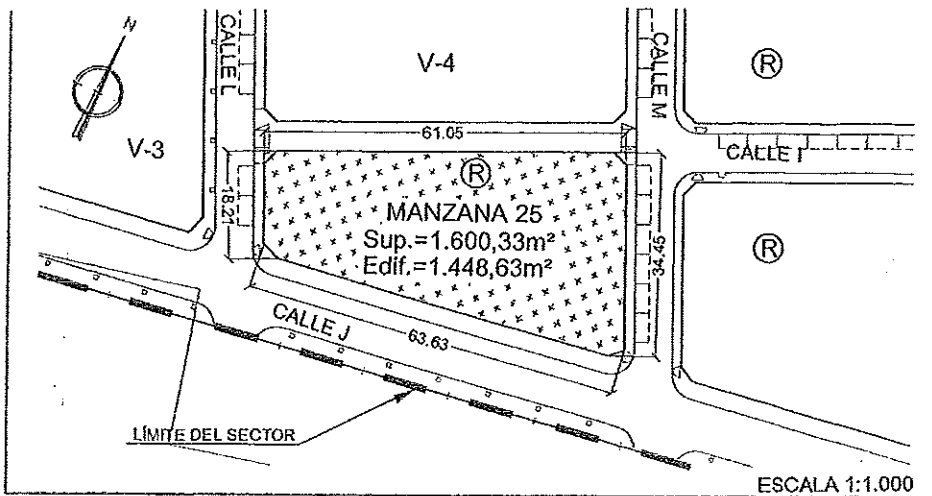 N
CALLE L
V-4
CALLE M
R
V-3
61.05
CALLE I
18.21
R
MANZANA 25
Sup.=1.600,33m²
Edif.=1.448,63m²
34.45
R
CALLE J
63.63
LÍMITE DEL SECTOR
ESCALA 1:1.000